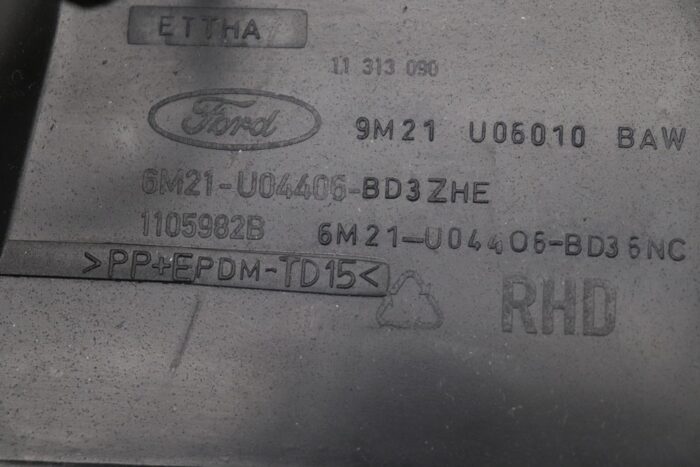 ETTHA
11 313 090
Ford
9M21 U06010 BAW
6M21-U04406-BD3ZHE
1105982B
6M21-U04406-BD36NC
>PP+EPDM-TD15<
RHD